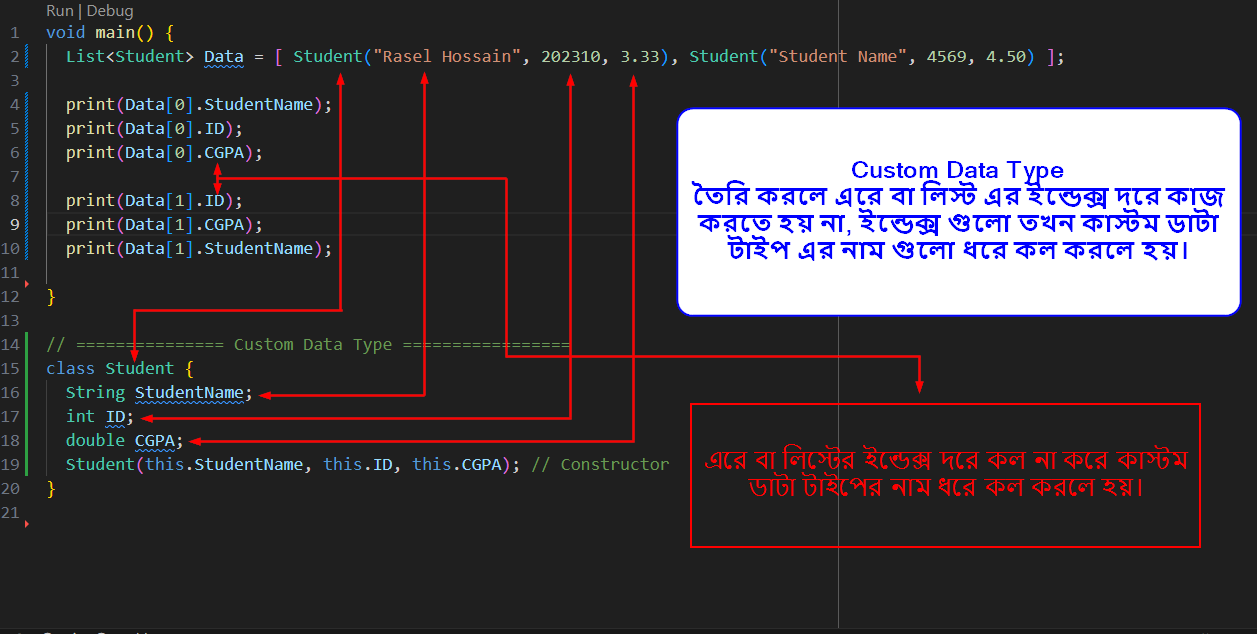 Run | Debug
1 void main() {
2 List<Student> Data = [ Student("Rasel Hossain", 202310, 3.33), Student("Student Name", 4569, 4.50) ];
3
4 print(Data[0].StudentName);
5 print(Data[0].ID);
6 print(Data[0].CGPA);
7
8 print(Data[1].ID);
9 print(Data[1].CGPA);
10 print(Data[1].StudentName);
11
12 }
13
14 // =============== Custom Data Type =================
15 class Student {
16 String StudentName;
17 int ID;
18 double CGPA;
19 Student(this.StudentName, this.ID, this.CGPA); // Constructor
20 }
21
Custom Data Type
তৈরি করলে এরে বা লিস্ট এর ইন্ডেক্স দরে কাজ
করতে হয় না, ইন্ডেক্স গুলো তখন কাস্টম ডাটা
টাইপ এর নাম গুলো ধরে কল করলে হয়।
এরে বা লিস্টের ইন্ডেক্স দরে কল না করে কাস্টম
ডাটা টাইপের নাম ধরে কল করলে হয়।